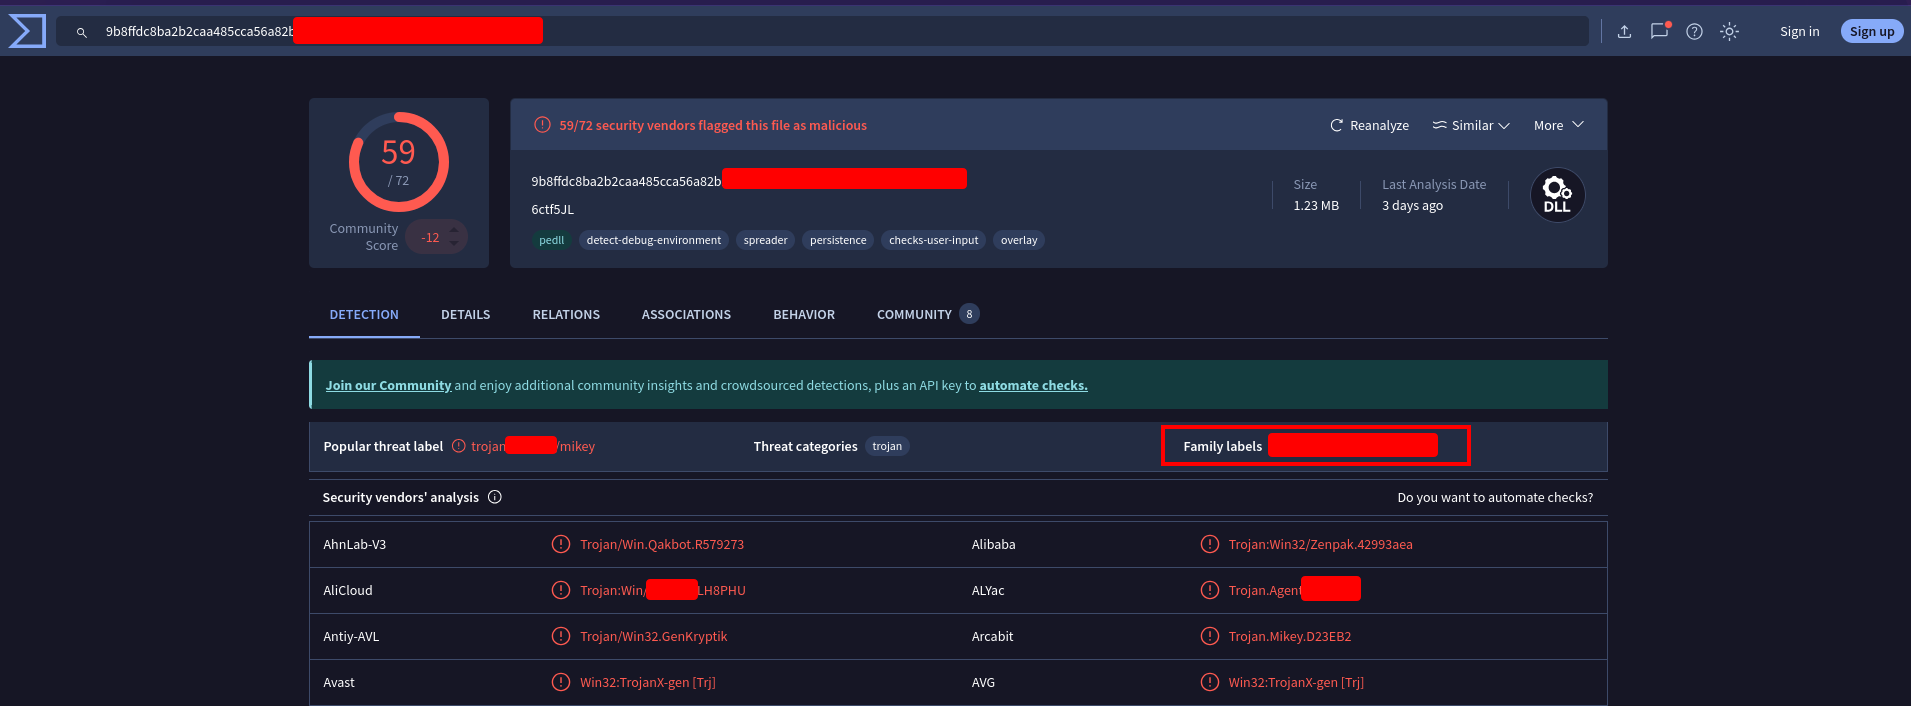 9b8ffdc8ba2b2caa485cca56a82b
Sign in
Sign up
59/72 security vendors flagged this file as malicious
Reanalyze
Similar
More
59
/ 72
Community
Score
-12
9b8ffdc8ba2b2caa485cca56a82b
6ctf5JL
Size
1.23 MB
Last Analysis Date
3 days ago
DLL
pedll
detect-debug-environment
spreader
persistence
checks-user-input
overlay
DETECTION
DETAILS
RELATIONS
ASSOCIATIONS
BEHAVIOR
COMMUNITY
8
Join our Community and enjoy additional community insights and crowdsourced detections, plus an API key to automate checks.
Popular threat label
trojan /mikey
Threat categories
trojan
Family labels
Security vendors' analysis
Do you want to automate checks?
AhnLab-V3
Trojan/Win.Qakbot.R579273
Alibaba
Trojan:Win32/Zenpak.42993aea
AliCloud
Trojan:Win/ LH8PHU
ALYac
Trojan.Agent
Antiy-AVL
Trojan/Win32.GenKryptik
Arcabit
Trojan.Mikey.D23EB2
Avast
Win32:TrojanX-gen [Trj]
AVG
Win32:TrojanX-gen [Trj]